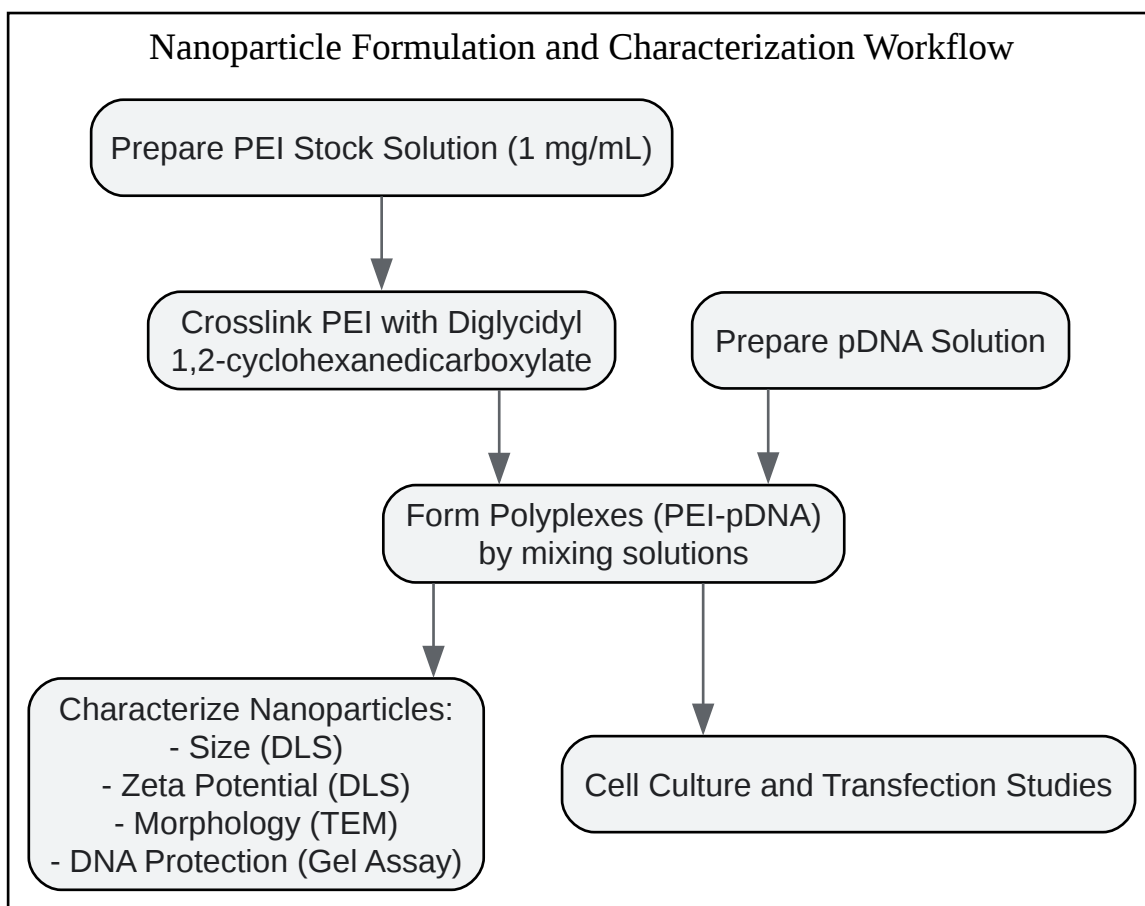 Nanoparticle Formulation and Characterization Workflow
Prepare PEI Stock Solution (1 mg/mL)
Crosslink PEI with Diglycidyl
1,2-cyclohexanedicarboxylate
Prepare pDNA Solution
Form Polyplexes (PEI-pDNA)
by mixing solutions
Characterize Nanoparticles:
- Size (DLS)
- Zeta Potential (DLS)
- Morphology (TEM)
- DNA Protection (Gel Assay)
Cell Culture and Transfection Studies